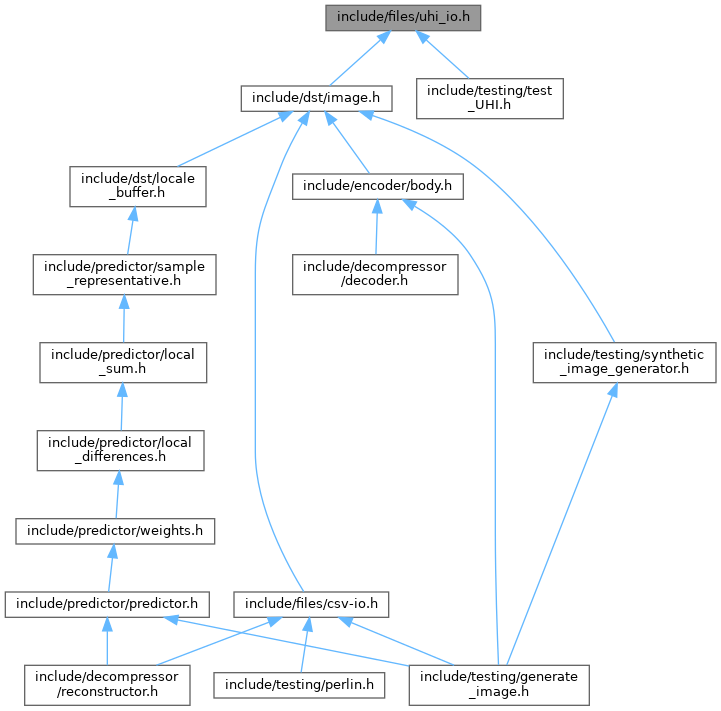 include/files/uhi_io.h
include/dst/image.h
include/testing/test
_UHI.h
include/dst/locale
_buffer.h
include/encoder/body.h
include/predictor/sample
_representative.h
include/decompressor
/decoder.h
include/predictor/local
_sum.h
include/testing/synthetic
_image_generator.h
include/predictor/local
_differences.h
include/predictor/weights.h
include/predictor/predictor.h
include/files/csv-io.h
include/decompressor
/reconstructor.h
include/testing/perlin.h
include/testing/generate
_image.h